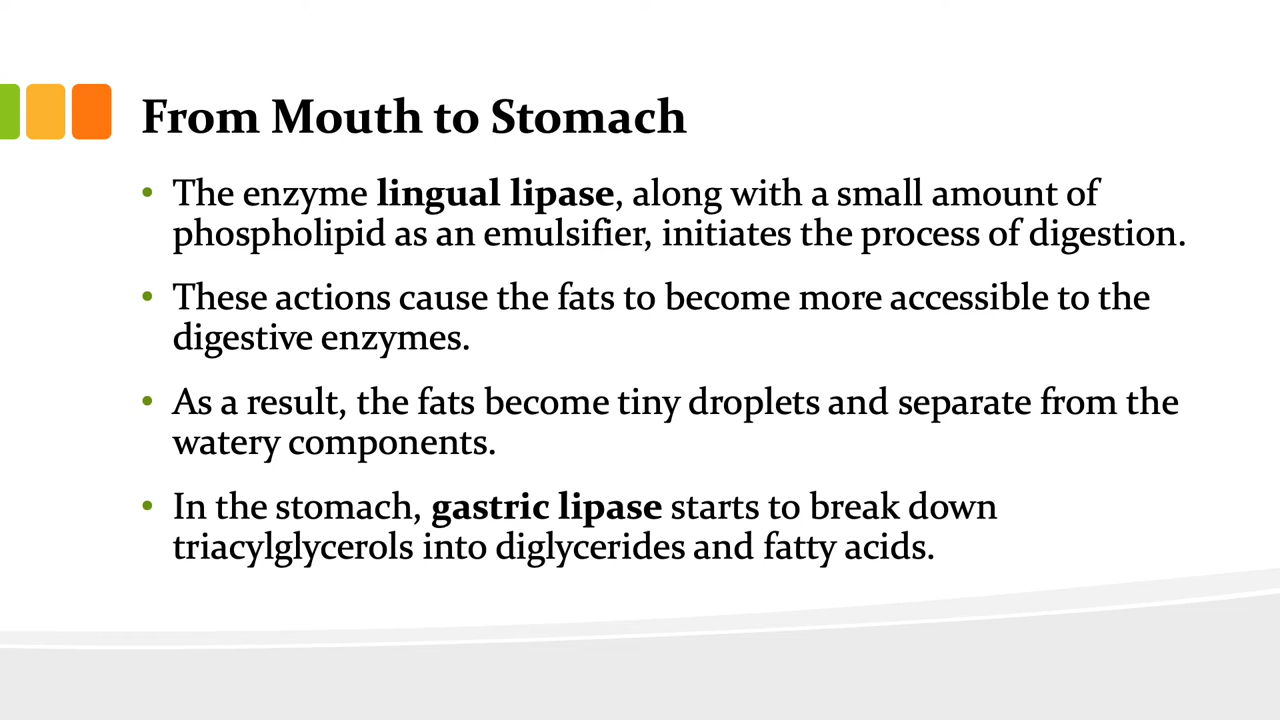 From Mouth to Stomach
• The enzyme lingual lipase, along with a small amount of
phospholipid as an emulsifier, initiates the process of digestion.
• These actions cause the fats to become more accessible to the
digestive enzymes.
• As a result, the fats become tiny droplets and separate from the
watery components.
• In the stomach, gastric lipase starts to break down
triacylglycerols into diglycerides and fatty acids.